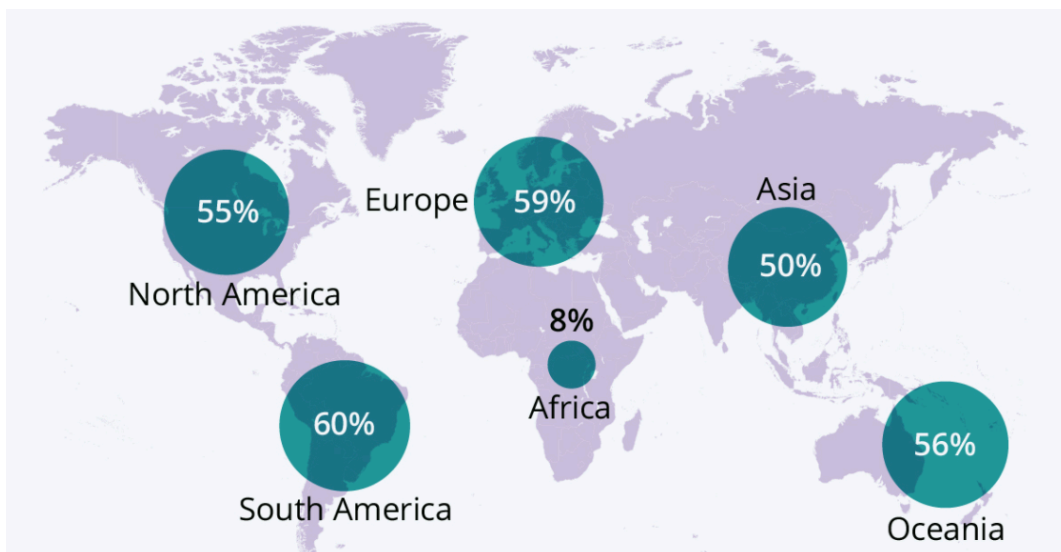 55%
North America
Europe
59%
Asia
50%
8%
Africa
60%
South America
56%
Oceania